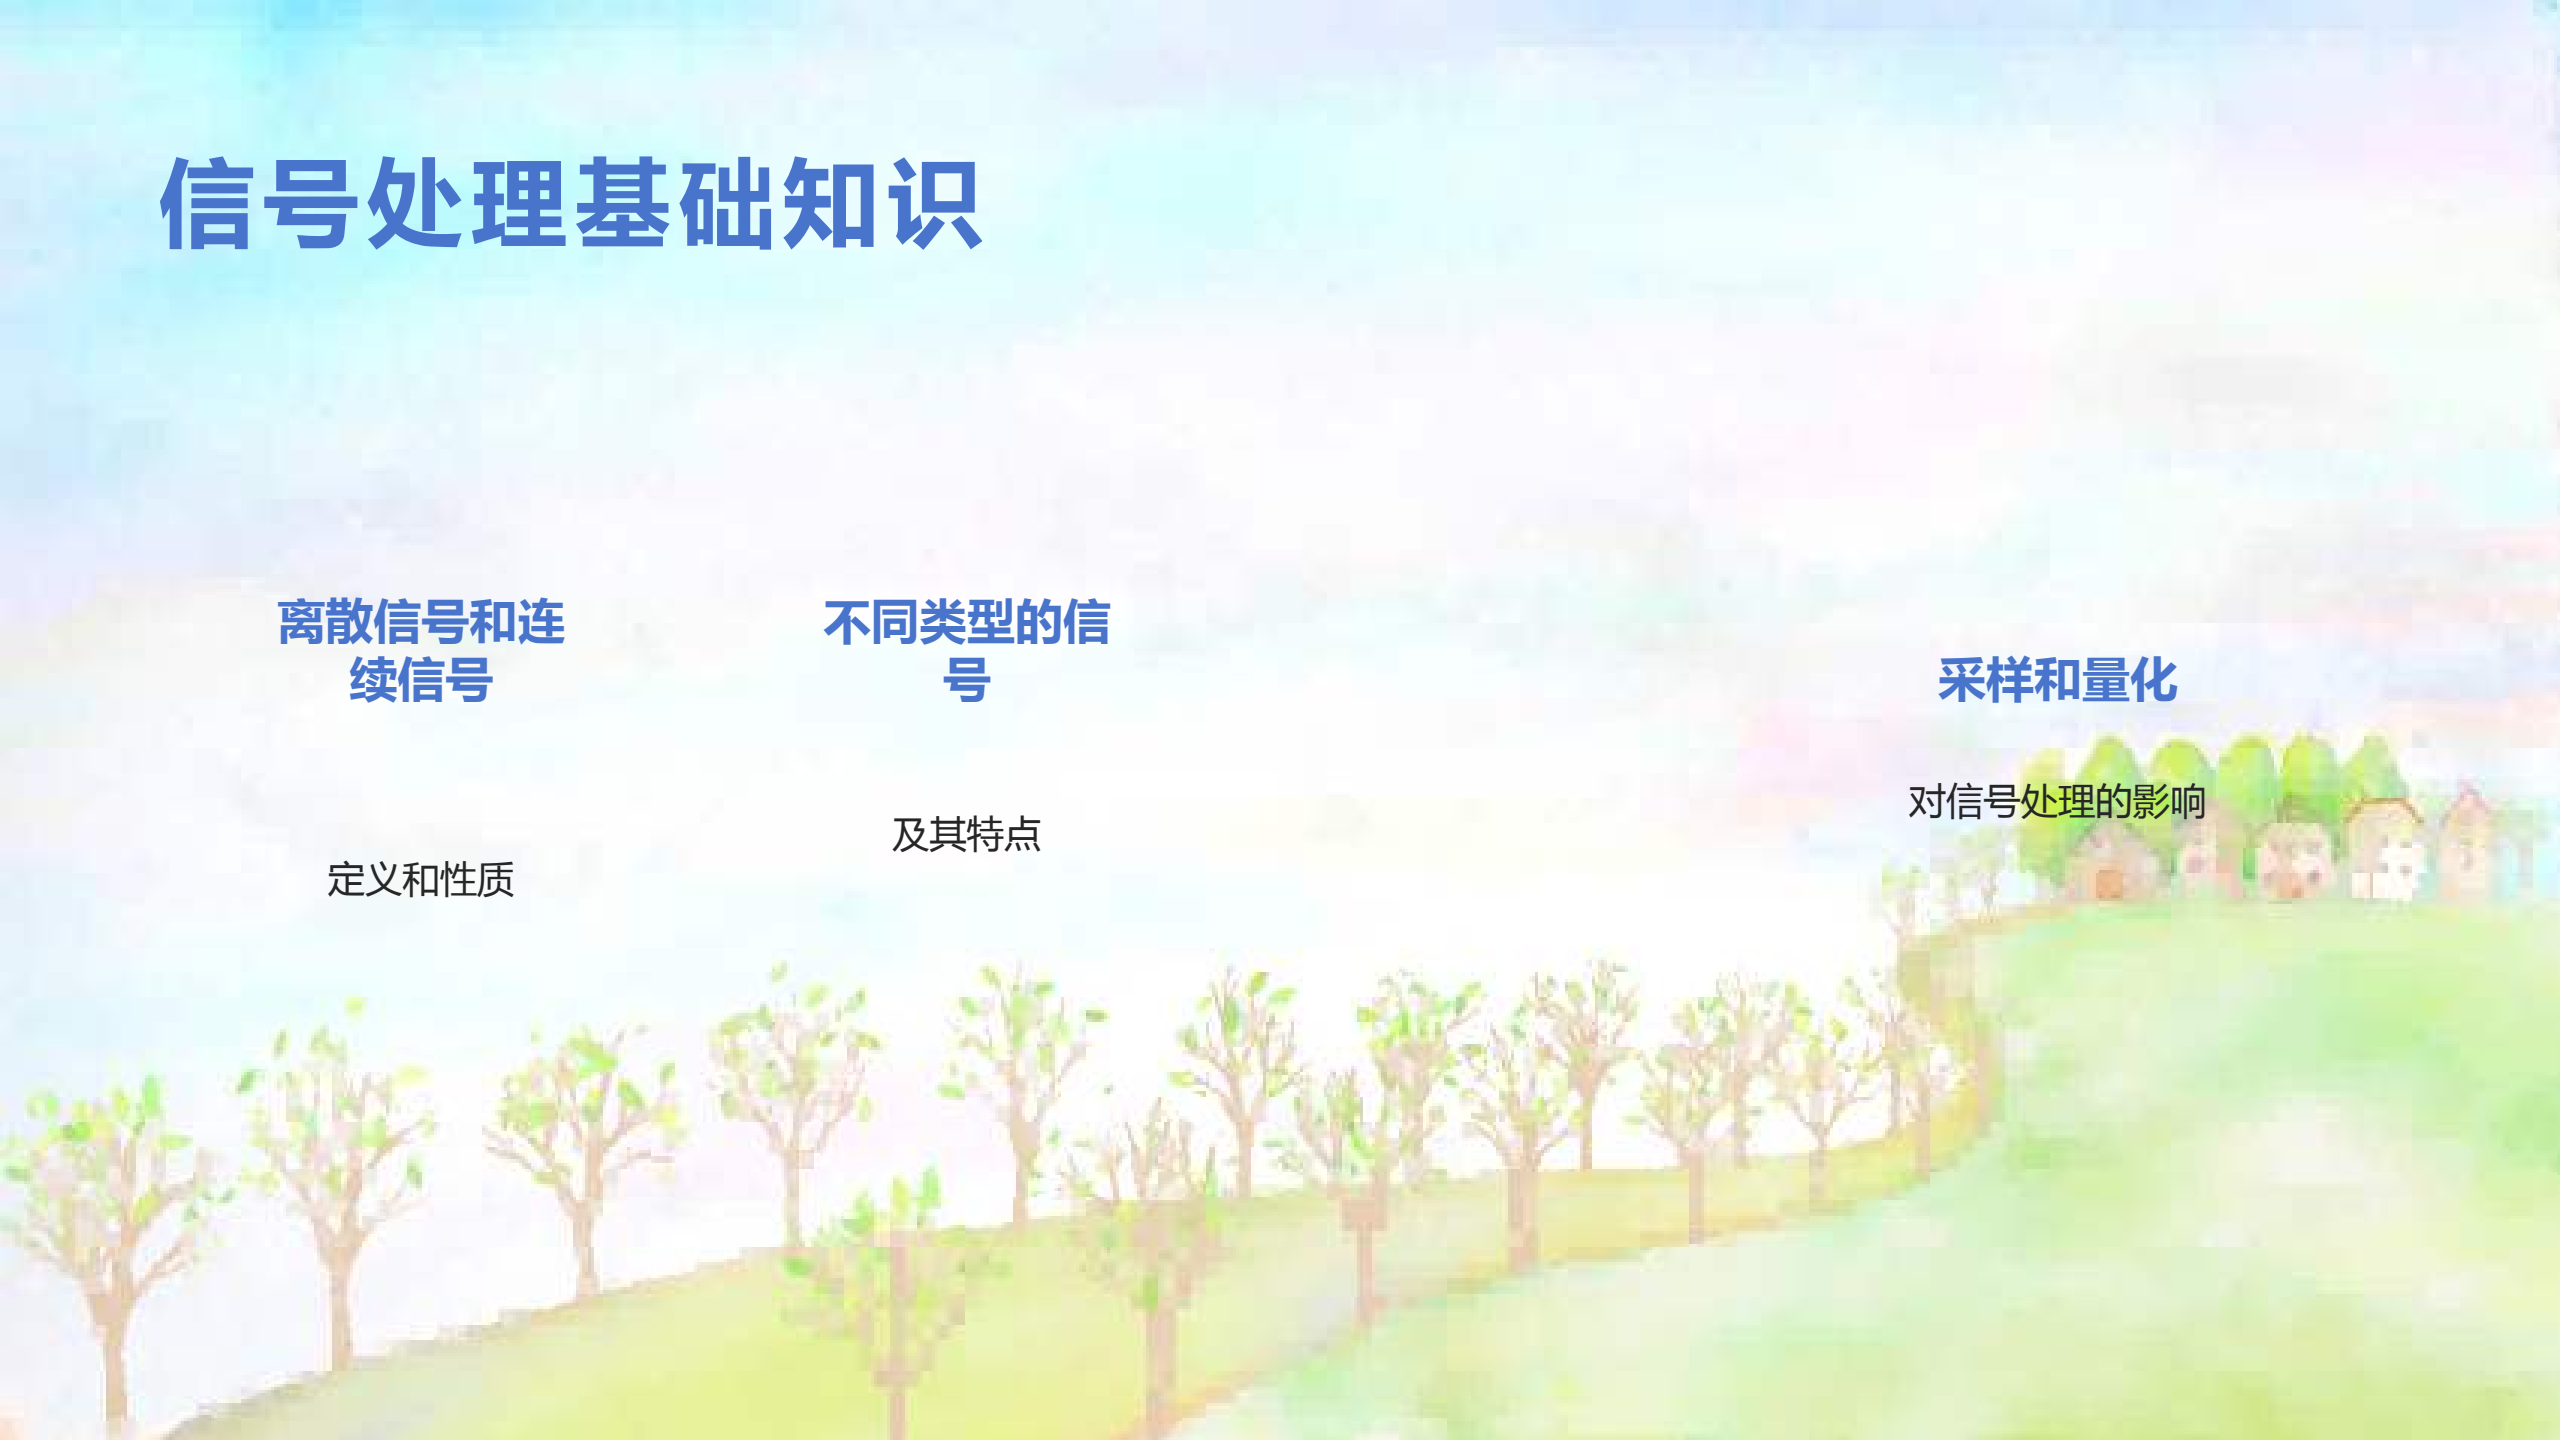 信号处理基础知识
离散信号和连
续信号
定义和性质
不同类型的信
号
及其特点
采样和量化
对信号处理的影响